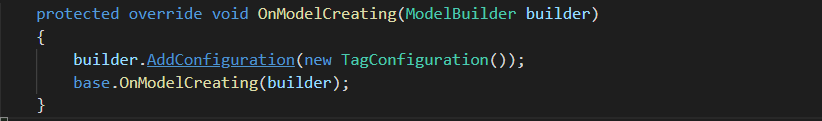 protected override void OnModelCreating(ModelBuilder builder)
{
builder.AddConfiguration(new TagConfiguration());
base.OnModelCreating(builder);
}